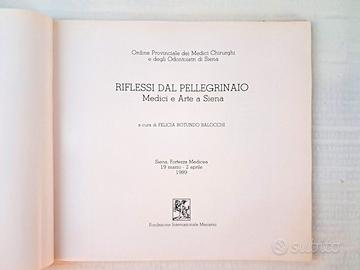 Ordine Provinciale dei Medici Chirurghi
e degli Odontoiatri di Siena
RIFLESSI DAL PELLEGRINAIO
Medici e Arte a Siena
a cura di FELICIA ROTUNDO BALOCCHI
Siena, Fortezza Medicea
19 marzo - 2 aprile
1989
Fondazione Internazionale Menarini
subito